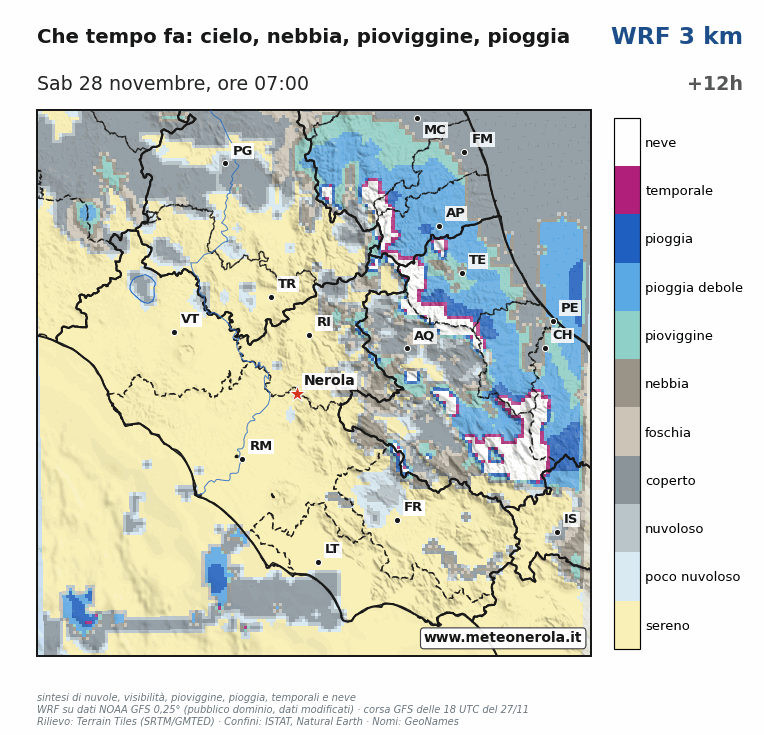 Che tempo fa: cielo, nebbia, pioviggine, pioggia
WRF 3 km
Sab 28 novembre, ore 07:00
+12h
MC
FM
PG
AP
TE
TR
PE
VT
RI
AQ
CH
Nerola
RM
FR
IS
LT
www.meteonerola.it
neve
temporale
pioggia
pioggia debole
pioviggine
nebbia
foschia
coperto
nuvoloso
poco nuvoloso
sereno
sintesi di nuvole, visibilità, pioviggine, pioggia, temporali e neve
WRF su dati NOAA GFS 0,25° (pubblico dominio, dati modificati) · corsa GFS delle 18 UTC del 27/11
Rilievo: Terrain Tiles (SRTM/GMTED) · Confini: ISTAT, Natural Earth · Nomi: GeoNames